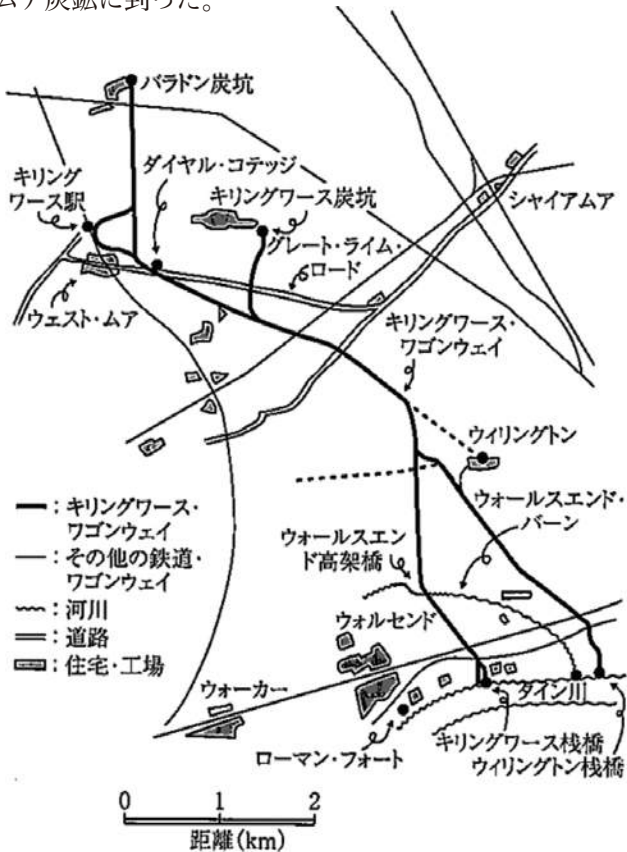 ムア炭鉱に到った。
バラドン炭坑
ダイヤル・コテッジ
キリング
ワース駅
キリングワース炭坑
シャイアムア
グレート・ライム・
ロード
ウェスト・ムア
キリングワース・
ワゴンウェイ
ウィリングトン
ウォールスエンド・
バーン
━：キリングワース・
ワゴンウェイ
─：その他の鉄道・
ワゴンウェイ
：河川
：道路
：住宅・工場
ウォールスエン
ド高架橋
ウォルセンド
ウォーカー
タイン川
ローマン・フォート
キリングワース桟橋
ウィリングトン桟橋
0 1 2
距離(km)